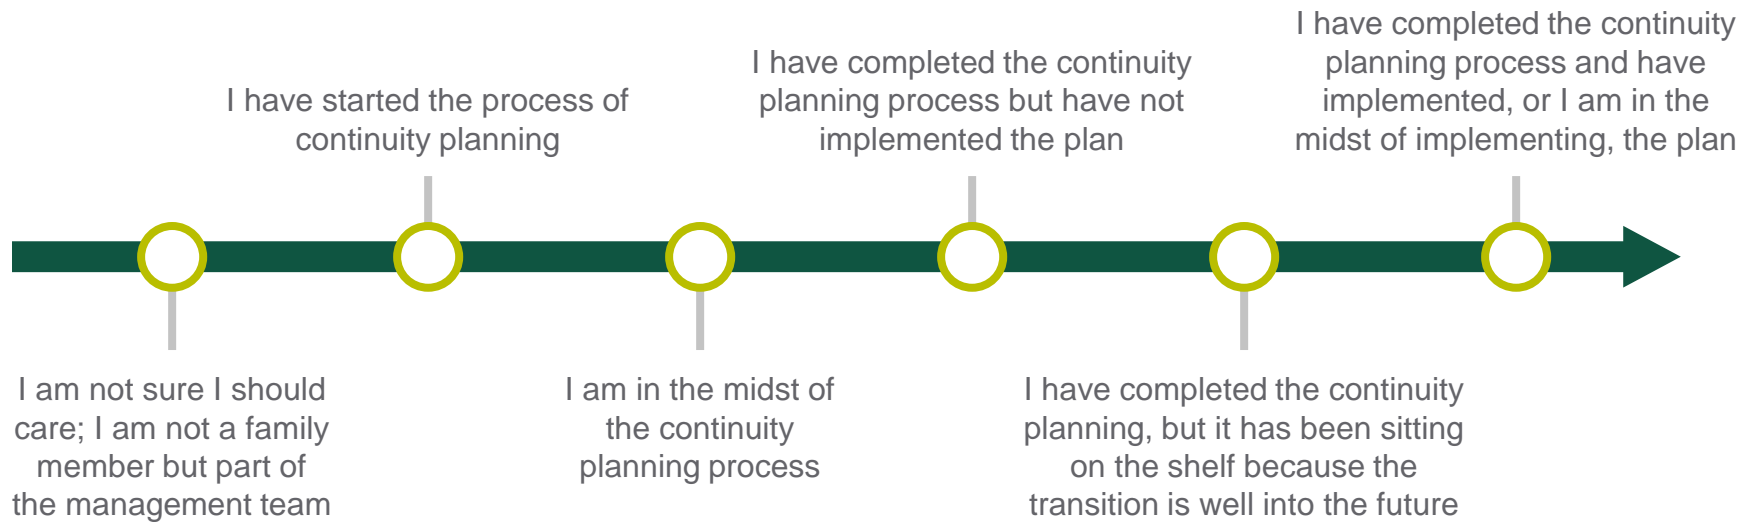 I am not sure I should
care; I am not a family
member but part of
the management team
I have started the process of
continuity planning
I am in the midst of
the continuity
planning process
I have completed the continuity
planning process but have not
implemented the plan
I have completed the continuity
planning, but it has been sitting
on the shelf because the
transition is well into the future
I have completed the continuity
planning process and have
implemented, or I am in the
midst of implementing, the plan